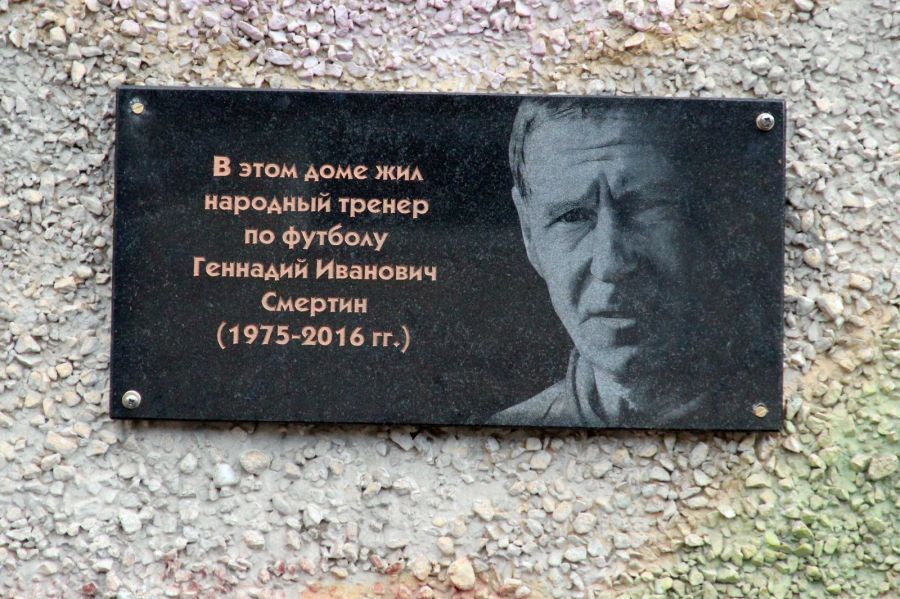 В этом доме жил
народный тренер
по футболу
Геннадий Иванович
Смертин
(1975-2016 гг.)